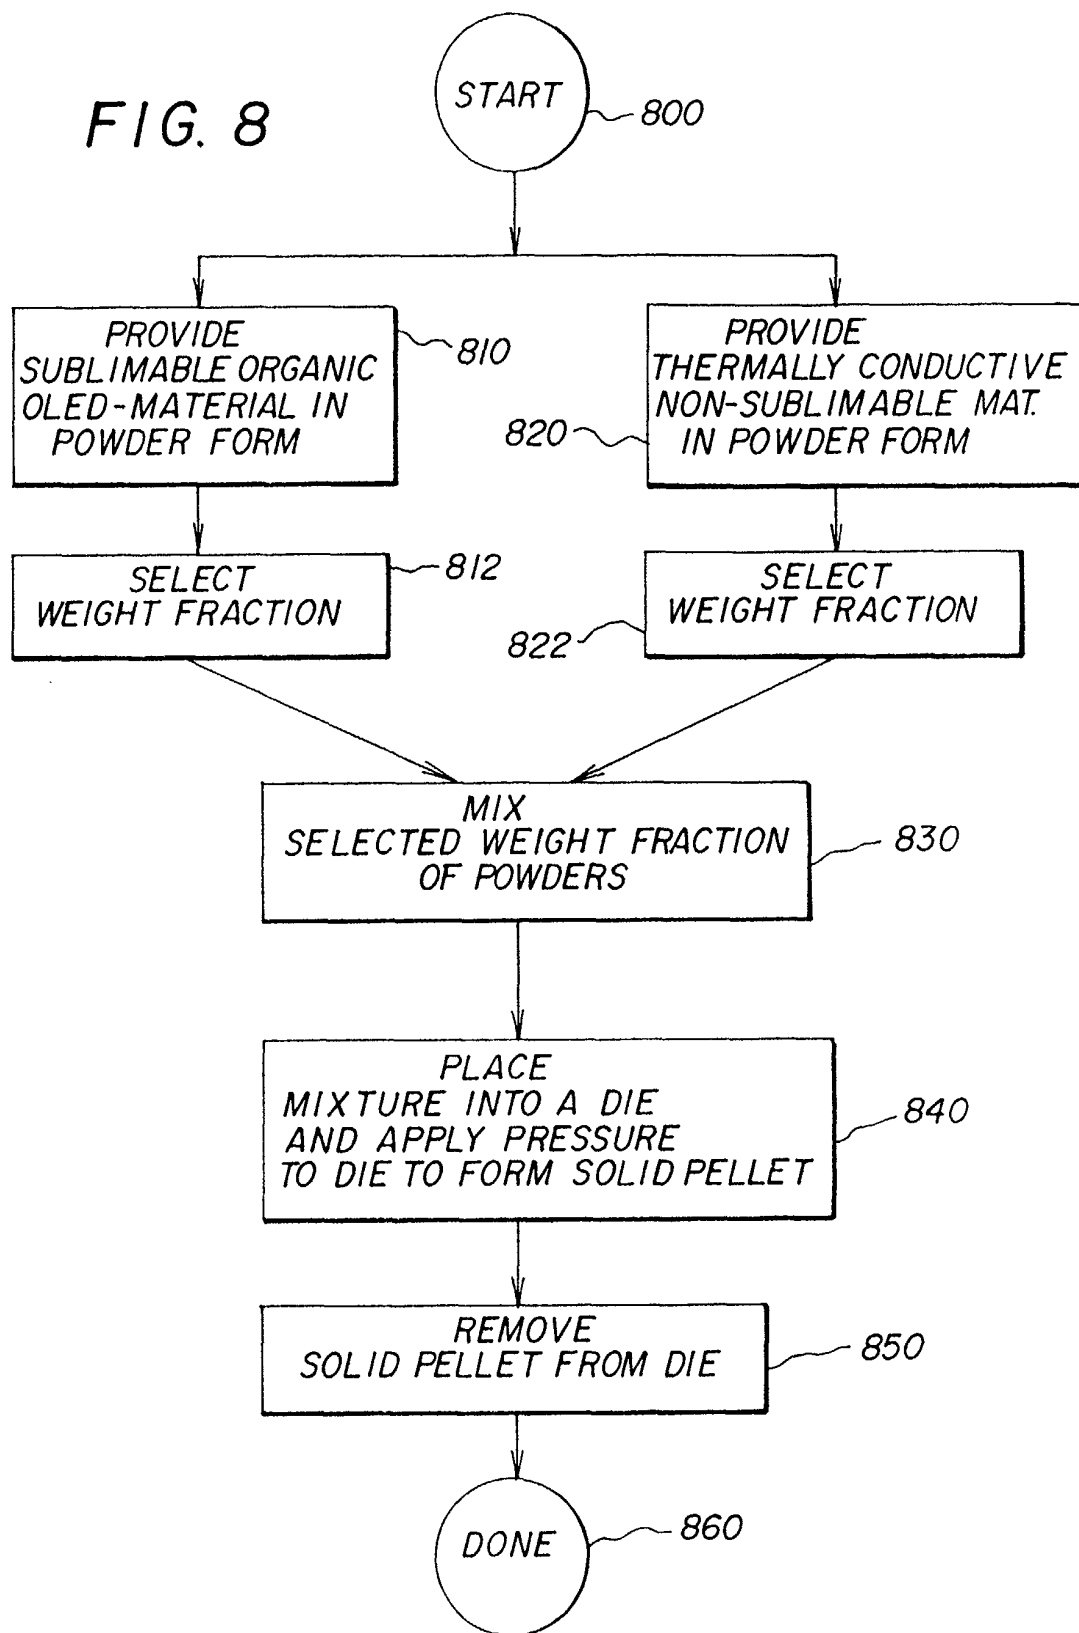 FIG. 8
START
800
PROVIDE
SUBLIMABLE ORGANIC
OLED-MATERIAL IN
POWDER FORM
810
PROVIDE
THERMALLY CONDUCTIVE
NON-SUBLIMABLE MAT.
IN POWDER FORM
820
SELECT
WEIGHT FRACTION
812
SELECT
WEIGHT FRACTION
822
MIX
SELECTED WEIGHT FRACTION
OF POWDERS
830
PLACE
MIXTURE INTO A DIE
AND APPLY PRESSURE
TO DIE TO FORM SOLID PELLET
840
REMOVE
SOLID PELLET FROM DIE
850
DONE
860